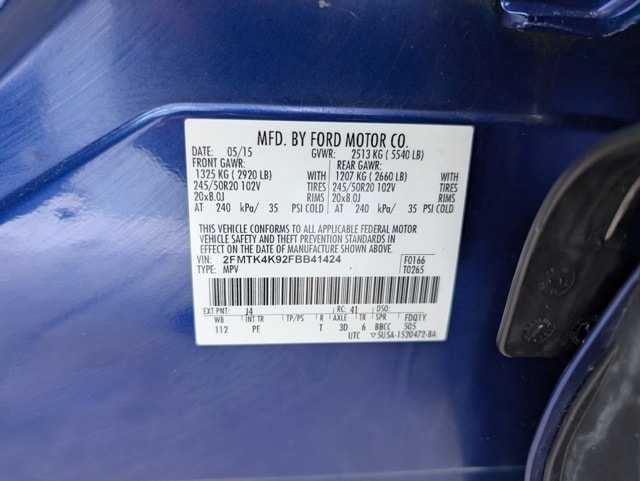 MFD. BY FORD MOTOR CO.
DATE: 05/15 GVWR: 2513 KG ( 5540 LB)
FRONT GAWR: REAR GAWR:
1325 KG ( 2920 LB) WITH 1207 KG ( 2660 LB) WITH
245/50R20 102V TIRES 245/50R20 102V TIRES
20x8.0J RIMS 20x8.0J RIMS
AT 240 kPa/ 35 PSI COLD AT 240 kPa/ 35 PSI COLD
THIS VEHICLE CONFORMS TO ALL APPLICABLE FEDERAL MOTOR
VEHICLE SAFETY AND THEFT PREVENTION STANDARDS IN
EFFECT ON THE DATE OF MANUFACTURE SHOWN ABOVE.
VIN: 2FMTK4K92FBB41424 F0166
TYPE: MPV T0265
EXT PNT: J4 RC: 41 DSO:
WB INT TR TP/PS R AXLE TR SPR FDQ1Y
112 PE T 3D 6 BBCC 505
UTC 5U5A-1520472-BA